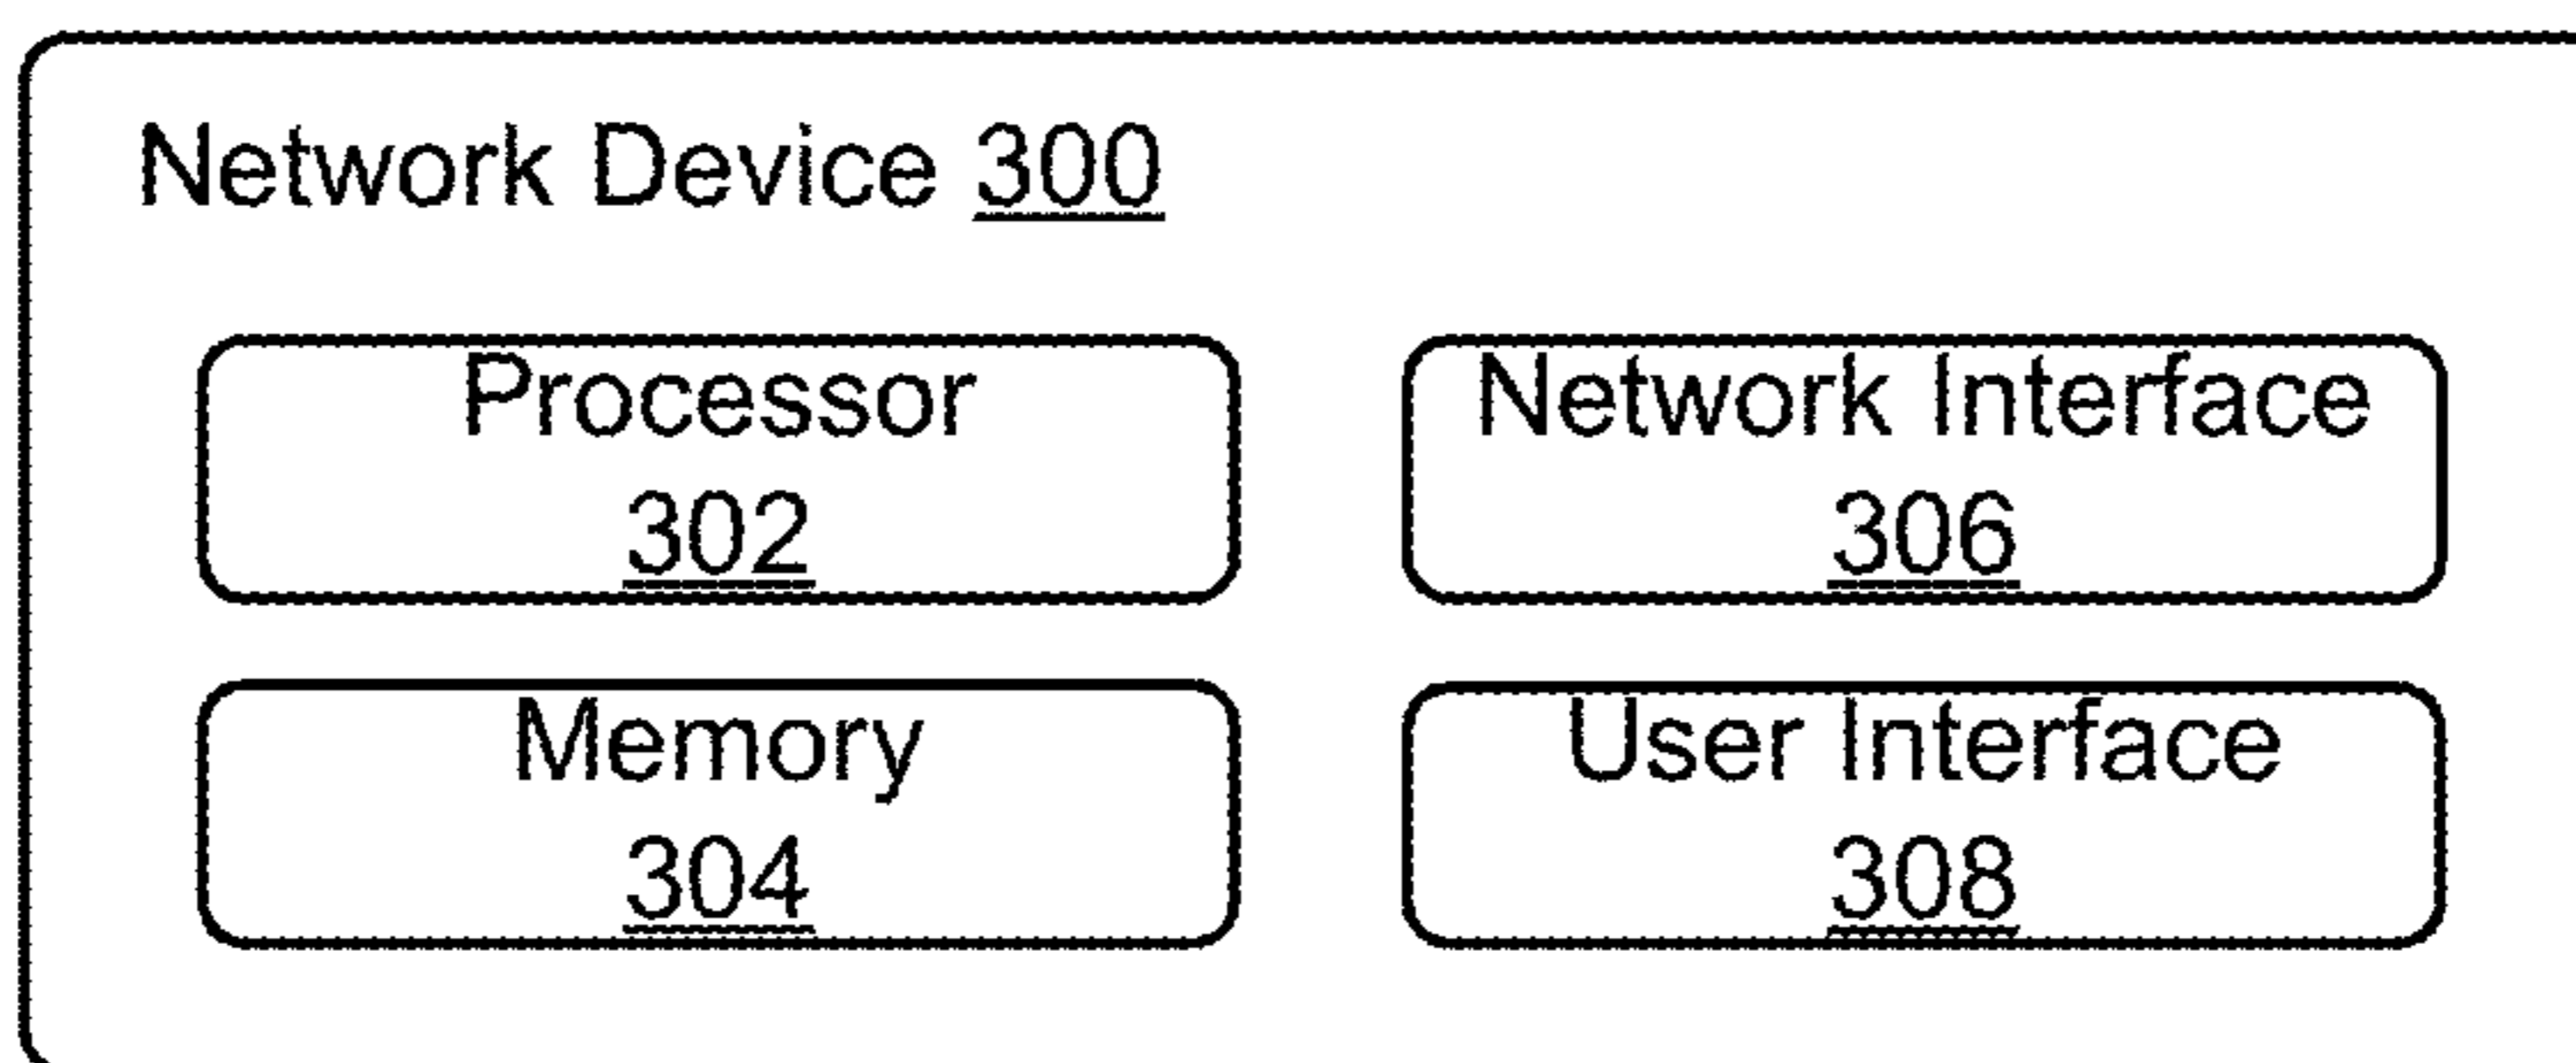 Network Device 300
Processor
302
Network Interface
306
Memory
304
User Interface
308